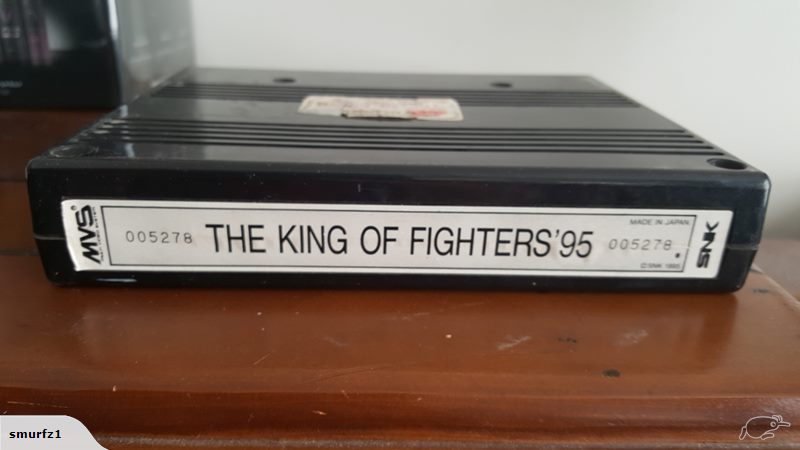 MVS
005278 THE KING OF FIGHTERS'95 005278
MADE IN JAPAN
© SNK 1995
SNK
smurfz1